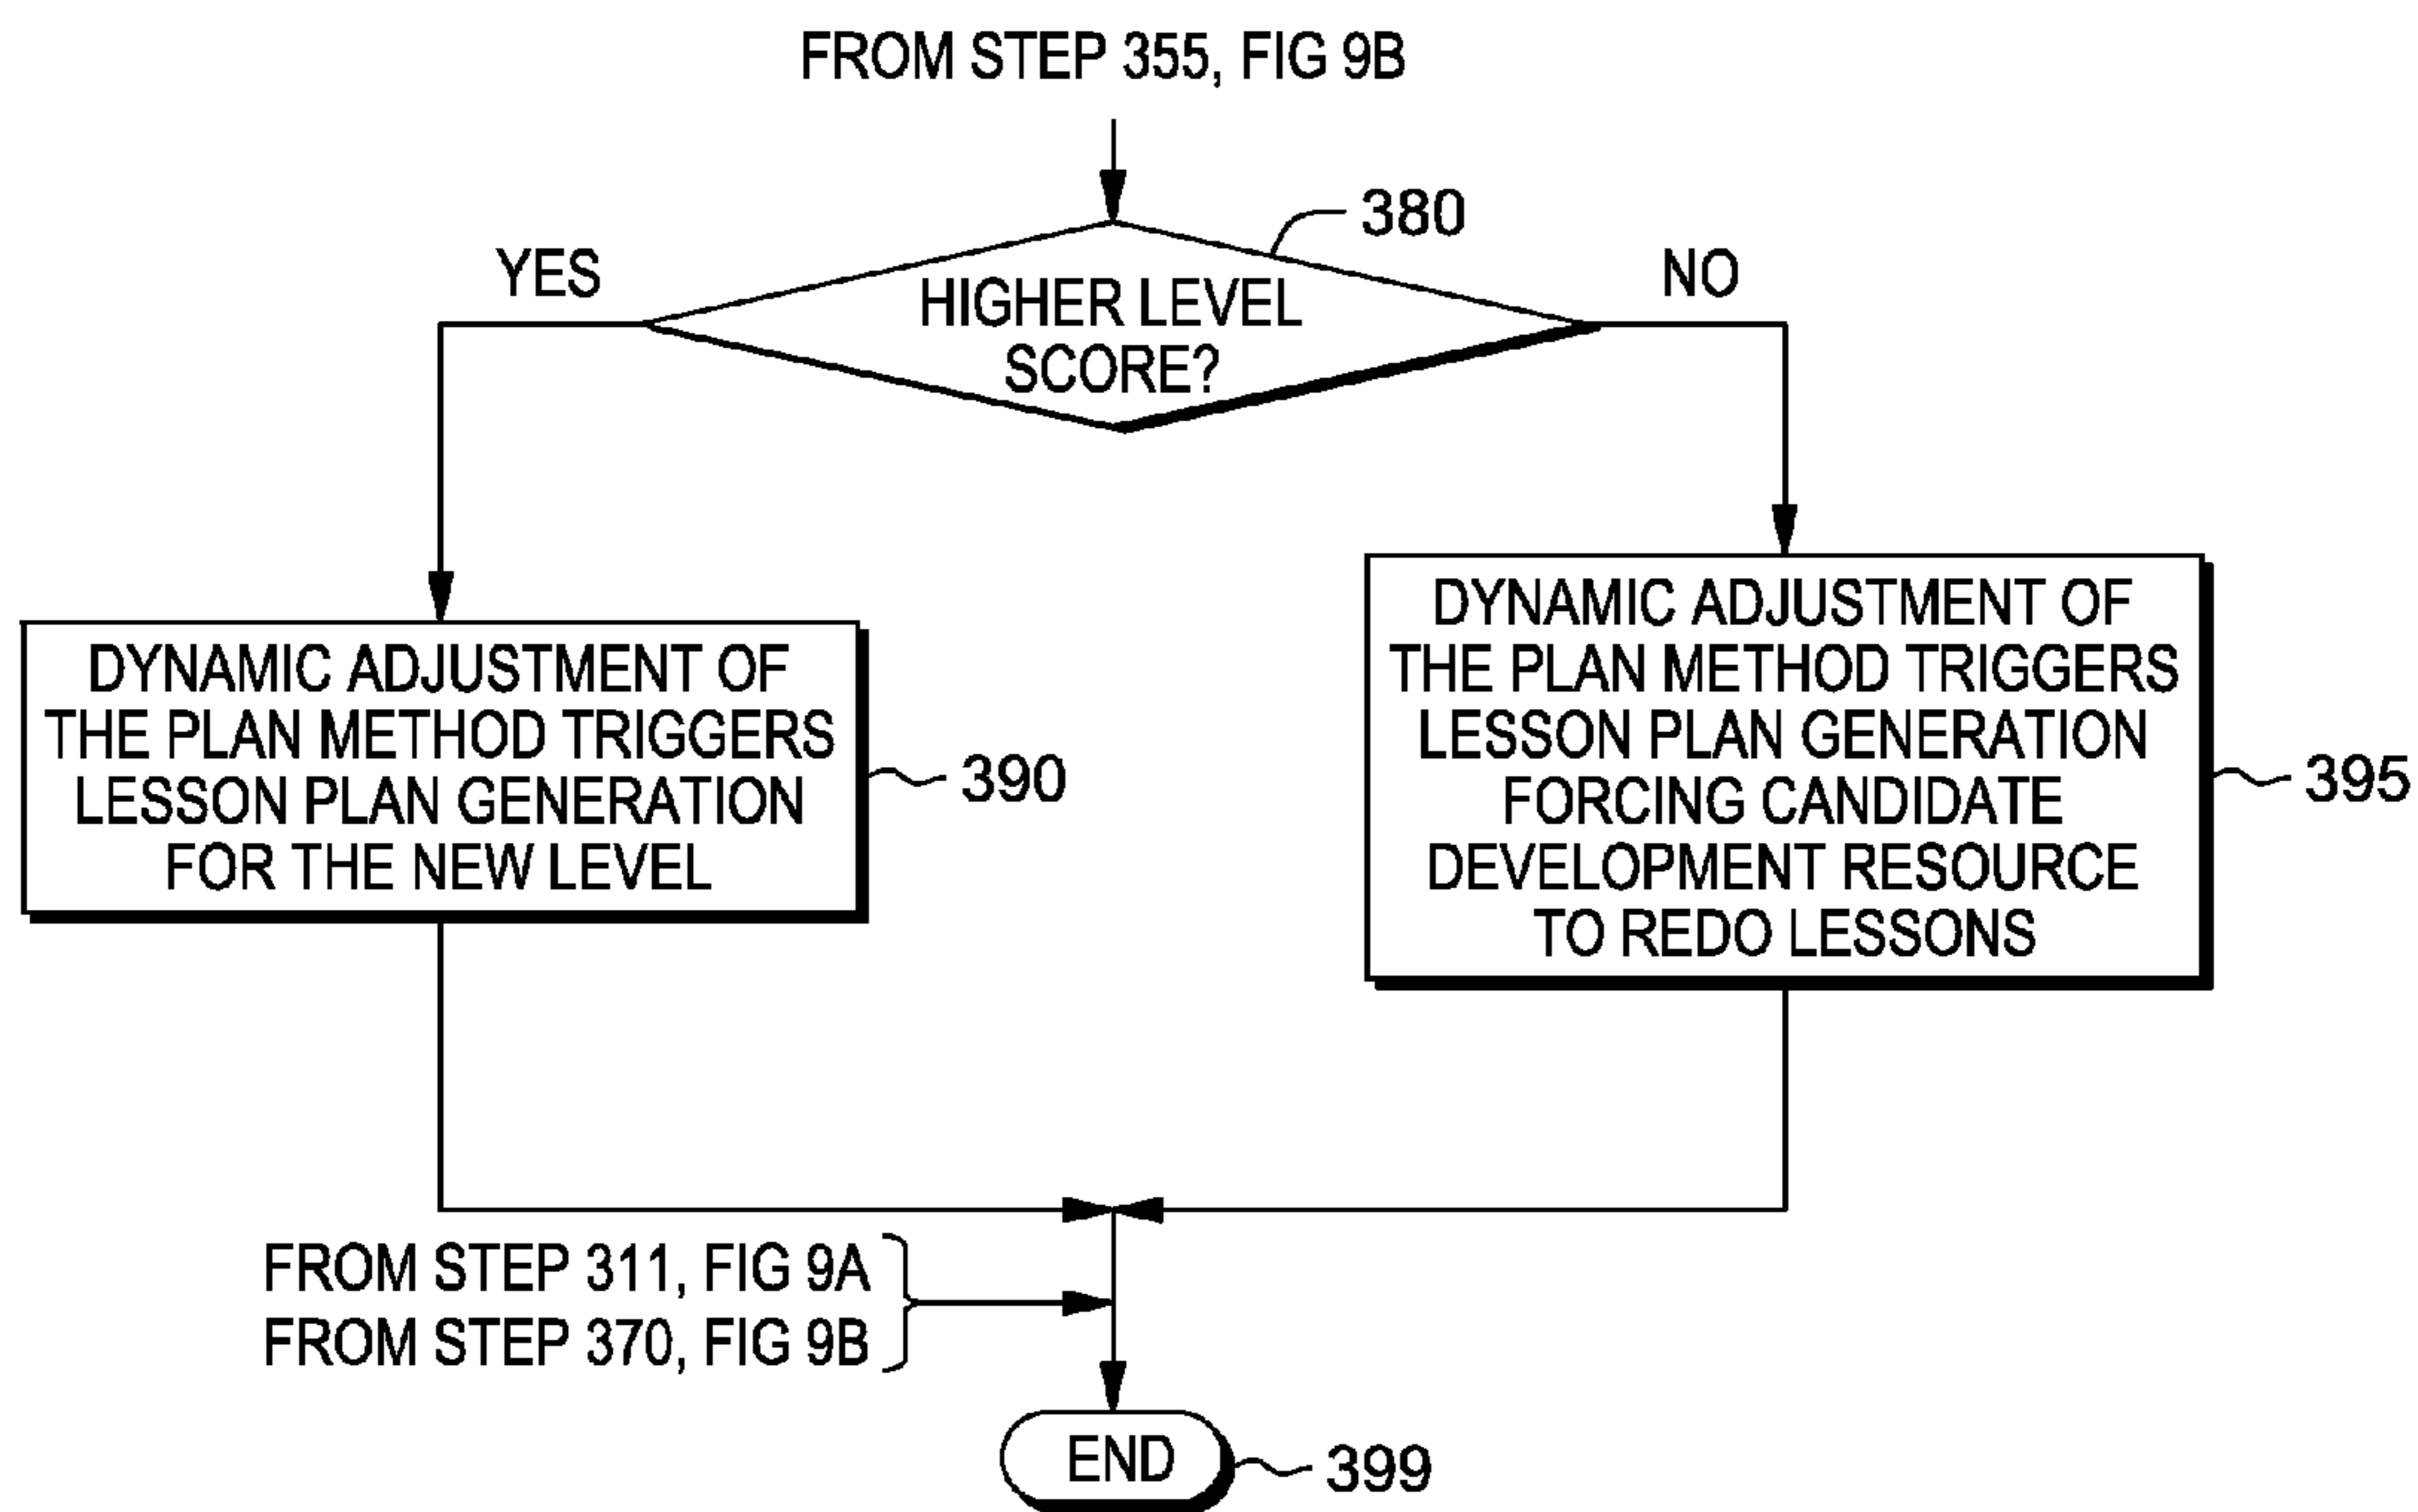 FROM STEP 355, FIG 9B
380
YES
NO
HIGHER LEVEL
SCORE?
DYNAMIC ADJUSTMENT OF
THE PLAN METHOD TRIGGERS
LESSON PLAN GENERATION
FOR THE NEW LEVEL
390
DYNAMIC ADJUSTMENT OF
THE PLAN METHOD TRIGGERS
LESSON PLAN GENERATION
FORCING CANDIDATE
DEVELOPMENT RESOURCE
TO REDO LESSONS
395
FROM STEP 311, FIG 9A
FROM STEP 370, FIG 9B
END
399